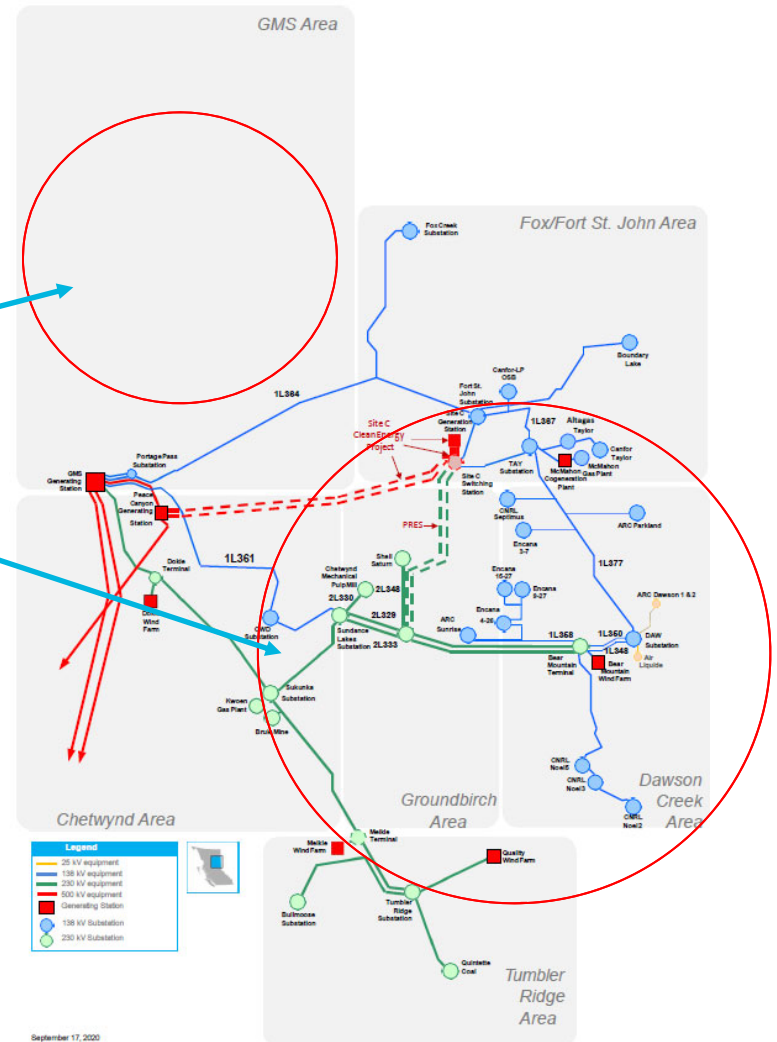 GMS Area
Fox/Fort St. John Area
Fox Creek
Substation
Boundary
Lake
Canfor-LP
OSB
Fort St.
John
Substation
1L364
1L367
Altagas
Taylor
Site C
Generation
Station
Site C
Clean Energy
Project
Canfor
Taylor
McMahon
Gas Plant
McMahon
Cogeneration
Plant
TAY
Substation
Site C
Switching
Station
Portage Pass
Substation
GMS
Generating
Station
Peace
Canyon
Generating
Station
CNRL
Septimus
ARC Parkland
Encana
3-7
PRES
1L377
Dokie
Terminal
Wind
Farm
1L361
Shell
Saturn
Chetwynd
Mechanical
Pulp Mill
2L348
2L330
2L329
2L333
Encana
Encana
Encana
4-26
ARC
Sunrise
ARC Dawson 1 & 2
CWD
Substation
Sundance
Lakes
Substation
1L358
1L360
1L348
DAW
Substation
Air
Liquide
Bear
Mountain
Terminal
Bear
Mountain
Wind Farm
Sukunka
Substation
Kwoen
Gas Plant
CNRL
Noel5
CNRL
Noel3
CNRL
Noel2
Chetwynd Area
Groundbirch
Area
Dawson
Creek
Area
Legend
25 kV equipment
138 kV equipment
230 kV equipment
500 kV equipment
Generating Station
138 kV Substation
230 kV Substation
Meikle
Terminal
Meikle
Wind Farm
Quality
Wind Farm
Bullmoose
Substation
Tumbler
Ridge
Substation
Quintette
Coal
Tumbler
Ridge
Area
September 17, 2020